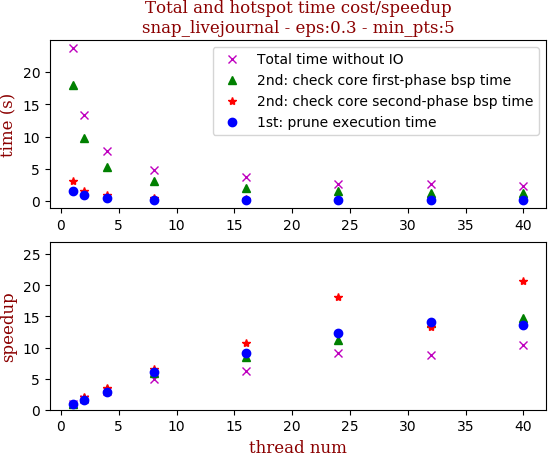 Total and hotspot time cost/speedup
snap_livejournal - eps:0.3 - min_pts:5
time (s)
20
15
10
5
0
Total time without IO
2nd: check core first-phase bsp time
2nd: check core second-phase bsp time
1st: prune execution time
0 5 10 15 20 25 30 35 40
speedup
25
20
15
10
5
0
0 5 10 15 20 25 30 35 40
thread num